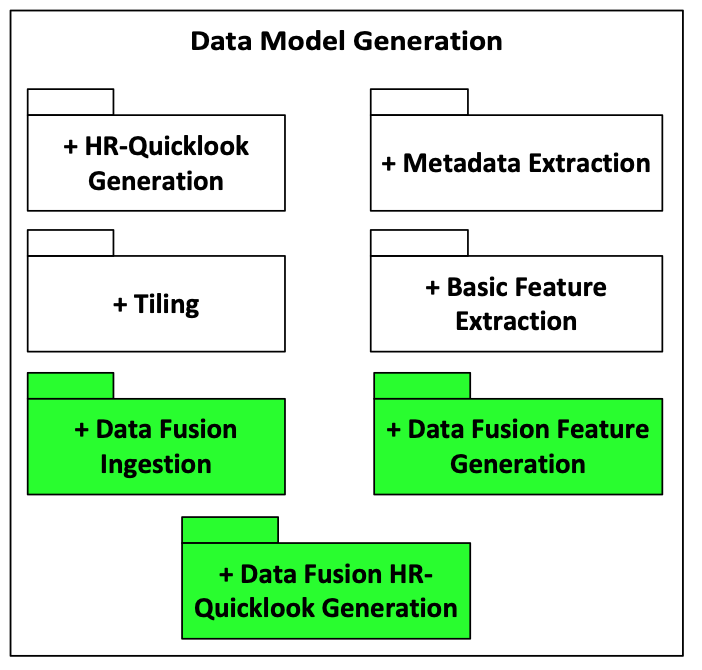 Data Model Generation
+ HR-Quicklook
Generation
+ Metadata Extraction
+ Tiling
+ Basic Feature
Extraction
+ Data Fusion
Ingestion
+ Data Fusion Feature
Generation
+ Data Fusion HR-
Quicklook Generation